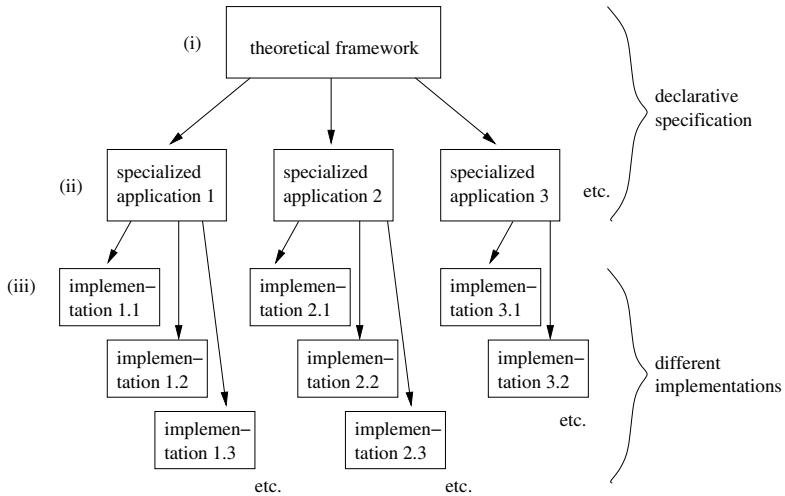 (i)
theoretical framework
declarative
specification
(ii)
specialized
application 1
specialized
application 2
specialized
application 3
etc.
(iii)
implemen−
tation 1.1
implemen−
tation 2.1
implemen−
tation 3.1
implemen−
tation 1.2
implemen−
tation 2.2
implemen−
tation 3.2
different
implementations
implemen−
tation 1.3
implemen−
tation 2.3
etc.
etc.
etc.